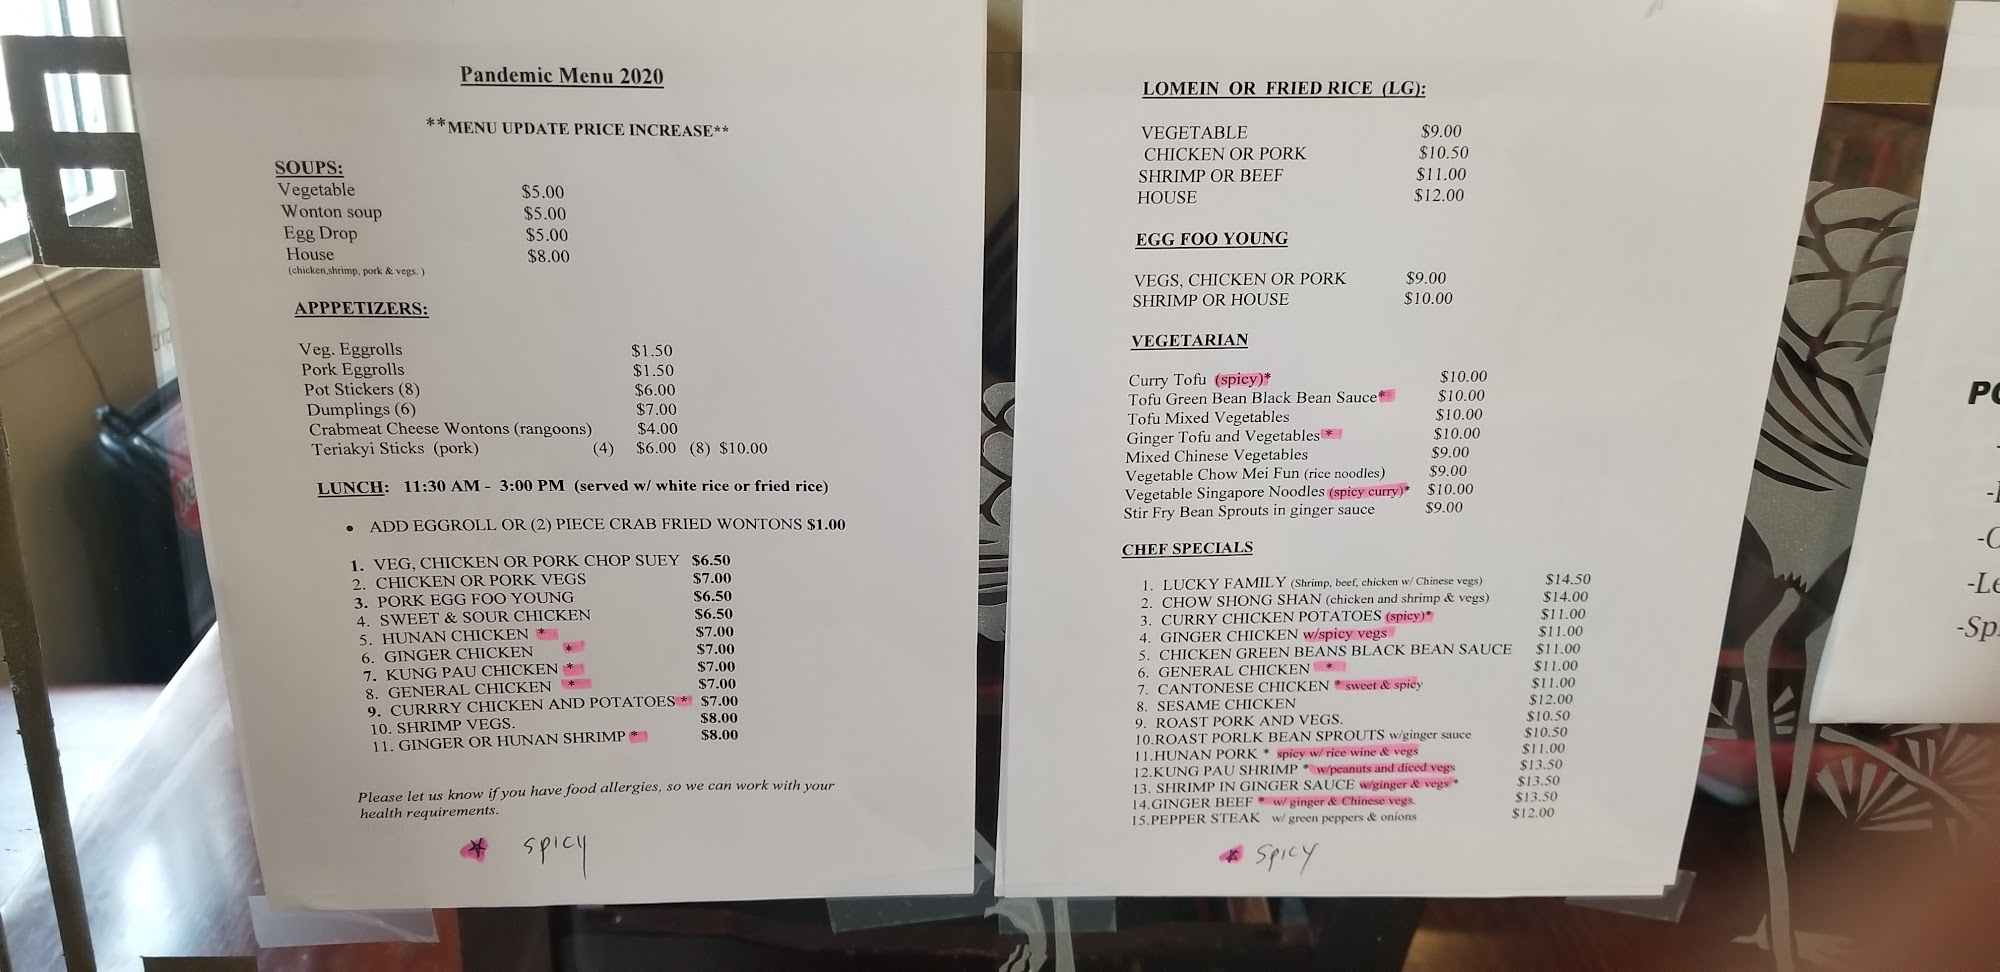 Pandemic Menu 2020
**MENU UPDATE PRICE INCREASE**
SOUPS:
Vegetable $5.00
Wonton soup $5.00
Egg Drop $5.00
House $8.00
(chicken,shrimp, pork & vegs. )
APPPETIZERS:
Veg. Eggrolls $1.50
Pork Eggrolls $1.50
Pot Stickers (8) $6.00
Dumplings (6) $7.00
Crabmeat Cheese Wontons (rangoons) $4.00
Teriakyi Sticks (pork) (4) $6.00 (8) $10.00
LUNCH: 11:30 AM - 3:00 PM (served w/ white rice or fried rice)
• ADD EGGROLL OR (2) PIECE CRAB FRIED WONTONS $1.00
1. VEG, CHICKEN OR PORK CHOP SUEY $6.50
2. CHICKEN OR PORK VEGS $7.00
3. PORK EGG FOO YOUNG $6.50
4. SWEET & SOUR CHICKEN $6.50
5. HUNAN CHICKEN * $7.00
6. GINGER CHICKEN * $7.00
7. KUNG PAU CHICKEN * $7.00
8. GENERAL CHICKEN * $7.00
9. CURRRY CHICKEN AND POTATOES * $7.00
10. SHRIMP VEGS. $8.00
11. GINGER OR HUNAN SHRIMP * $8.00
Please let us know if you have food allergies, so we can work with your
health requirements.
* SPICY
LOMEIN OR FRIED RICE (LG):
VEGETABLE $9.00
CHICKEN OR PORK $10.50
SHRIMP OR BEEF $11.00
HOUSE $12.00
EGG FOO YOUNG
VEGS, CHICKEN OR PORK $9.00
SHRIMP OR HOUSE $10.00
VEGETARIAN
Curry Tofu (spicy)* $10.00
Tofu Green Bean Black Bean Sauce* $10.00
Tofu Mixed Vegetables $10.00
Ginger Tofu and Vegetables * $10.00
Mixed Chinese Vegetables $9.00
Vegetable Chow Mei Fun (rice noodles) $9.00
Vegetable Singapore Noodles (spicy curry)* $10.00
Stir Fry Bean Sprouts in ginger sauce $9.00
CHEF SPECIALS
1. LUCKY FAMILY (Shrimp, beef, chicken w/ Chinese vegs) $14.50
2. CHOW SHONG SHAN (chicken and shrimp & vegs) $14.00
3. CURRY CHICKEN POTATOES (spicy)* $11.00
4. GINGER CHICKEN w/spicy vegs $11.00
5. CHICKEN GREEN BEANS BLACK BEAN SAUCE $11.00
6. GENERAL CHICKEN * $11.00
7. CANTONESE CHICKEN * sweet & spicy $11.00
8. SESAME CHICKEN $12.00
9. ROAST PORK AND VEGS. $10.50
10.ROAST PORLK BEAN SPROUTS w/ginger sauce $10.50
11.HUNAN PORK * spicy w/ rice wine & vegs $11.00
12.KUNG PAU SHRIMP * w/peanuts and diced vegs $13.50
13. SHRIMP IN GINGER SAUCE w/ginger & vegs * $13.50
14.GINGER BEEF * w/ ginger & Chinese vegs. $13.50
15.PEPPER STEAK w/ green peppers & onions $12.00
* SPICY